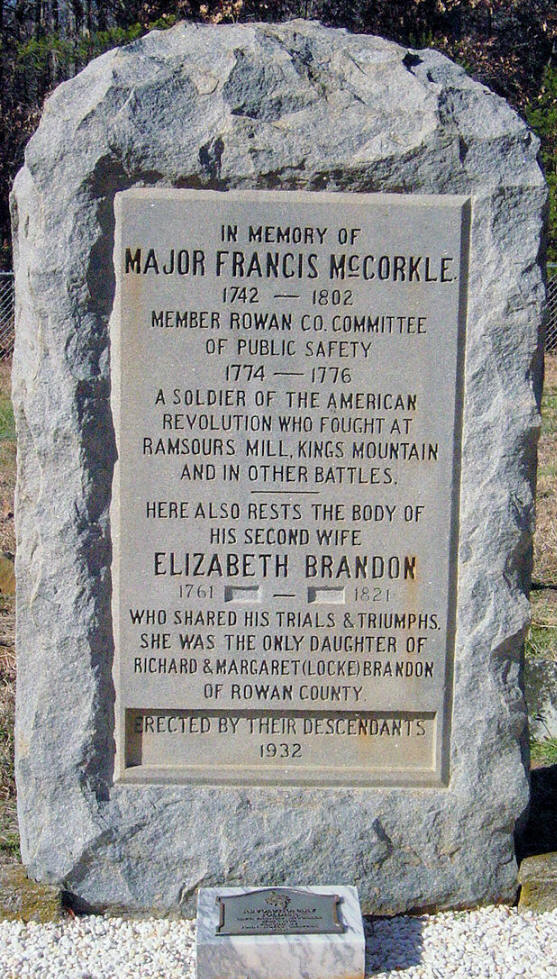 IN MEMORY OF
MAJOR FRANCIS McCORKLE.
1742 — 1802
MEMBER ROWAN CO. COMMITTEE
OF PUBLIC SAFETY
1774 — 1776
A SOLDIER OF THE AMERICAN
REVOLUTION WHO FOUGHT AT
RAMSOURS MILL, KINGS MOUNTAIN
AND IN OTHER BATTLES.
HERE ALSO RESTS THE BODY OF
HIS SECOND WIFE
ELIZABETH BRANDON
1761 — 1821
WHO SHARED HIS TRIALS & TRIUMPHS.
SHE WAS THE ONLY DAUGHTER OF
RICHARD & MARGARET (LOCKE) BRANDON
OF ROWAN COUNTY.
ERECTED BY THEIR DESCENDANTS
1932